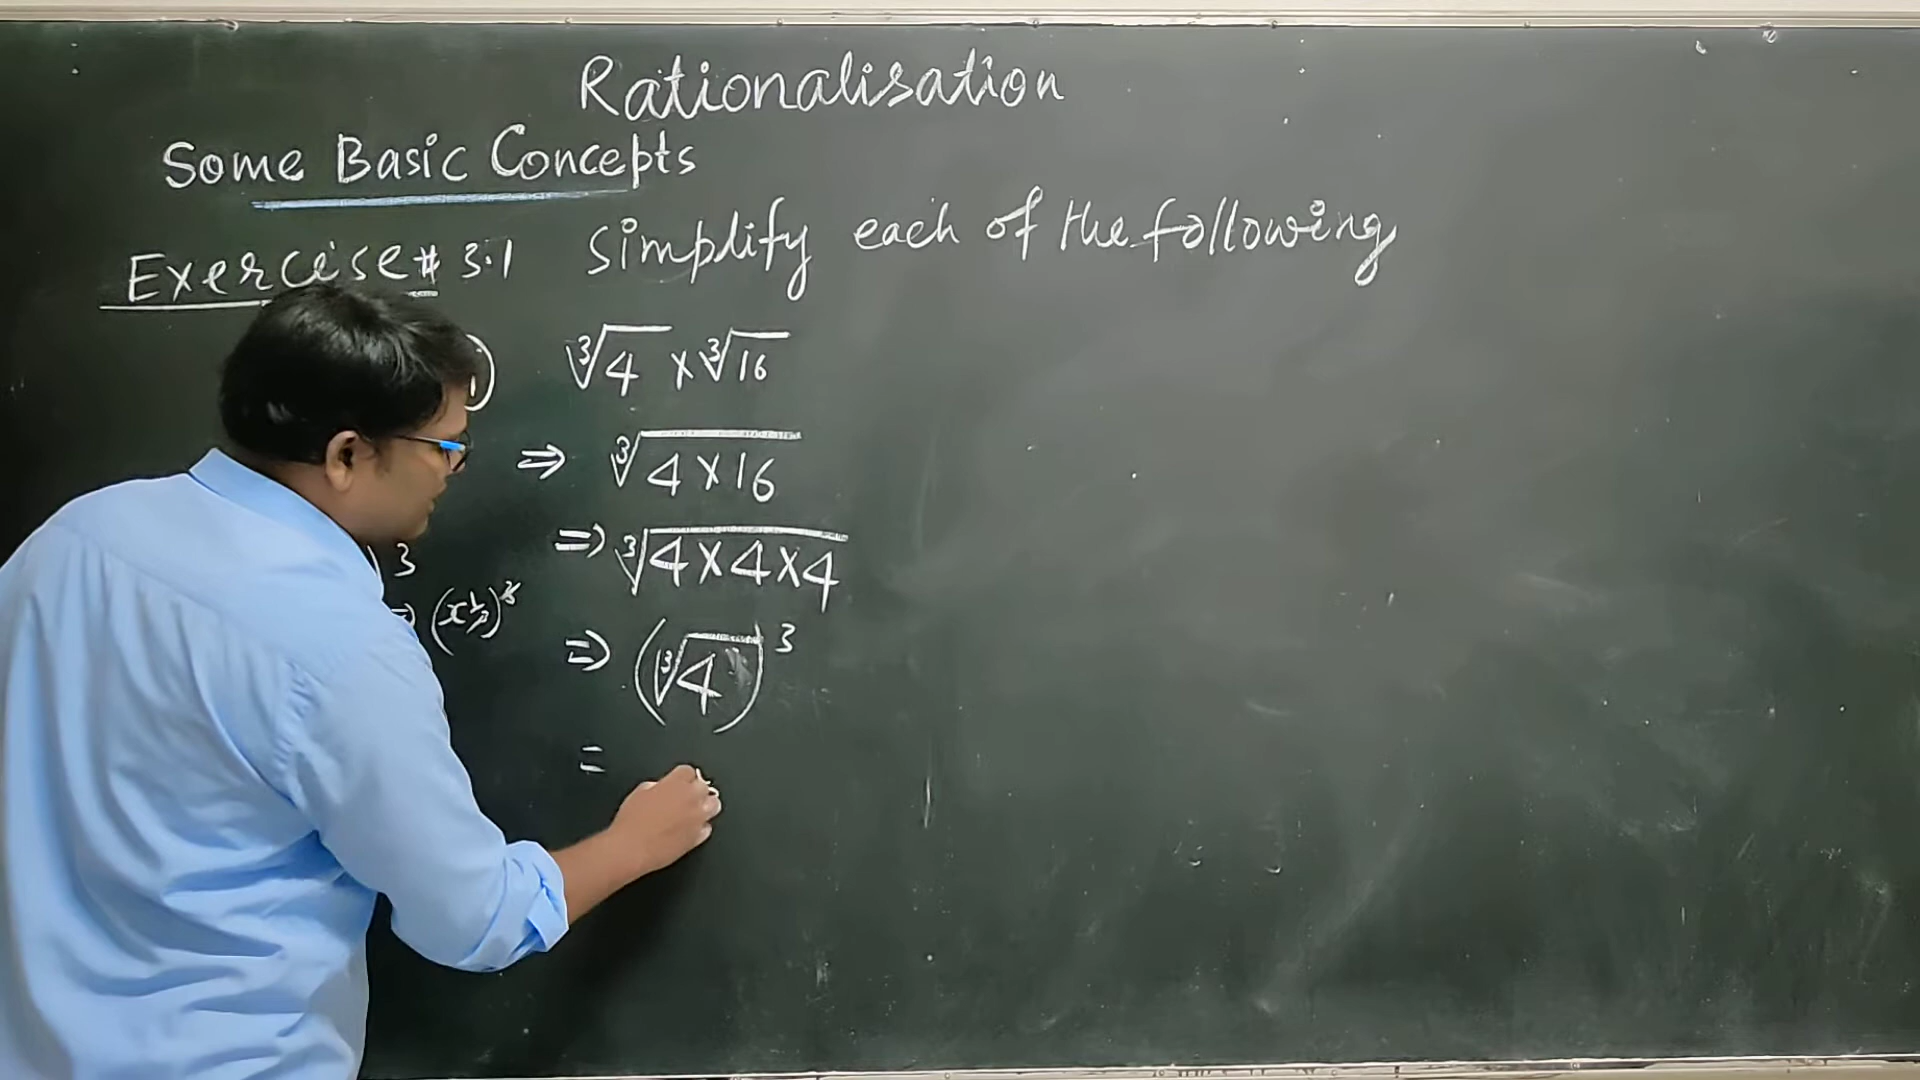 Rationalisation
Some Basic Concepts
Exercise# 3.1 Simplify each of the following
∛4 × ∛16
⇒ ∛(4×16)
⇒ ∛(4×4×4)
⇒ (∛4)³
=